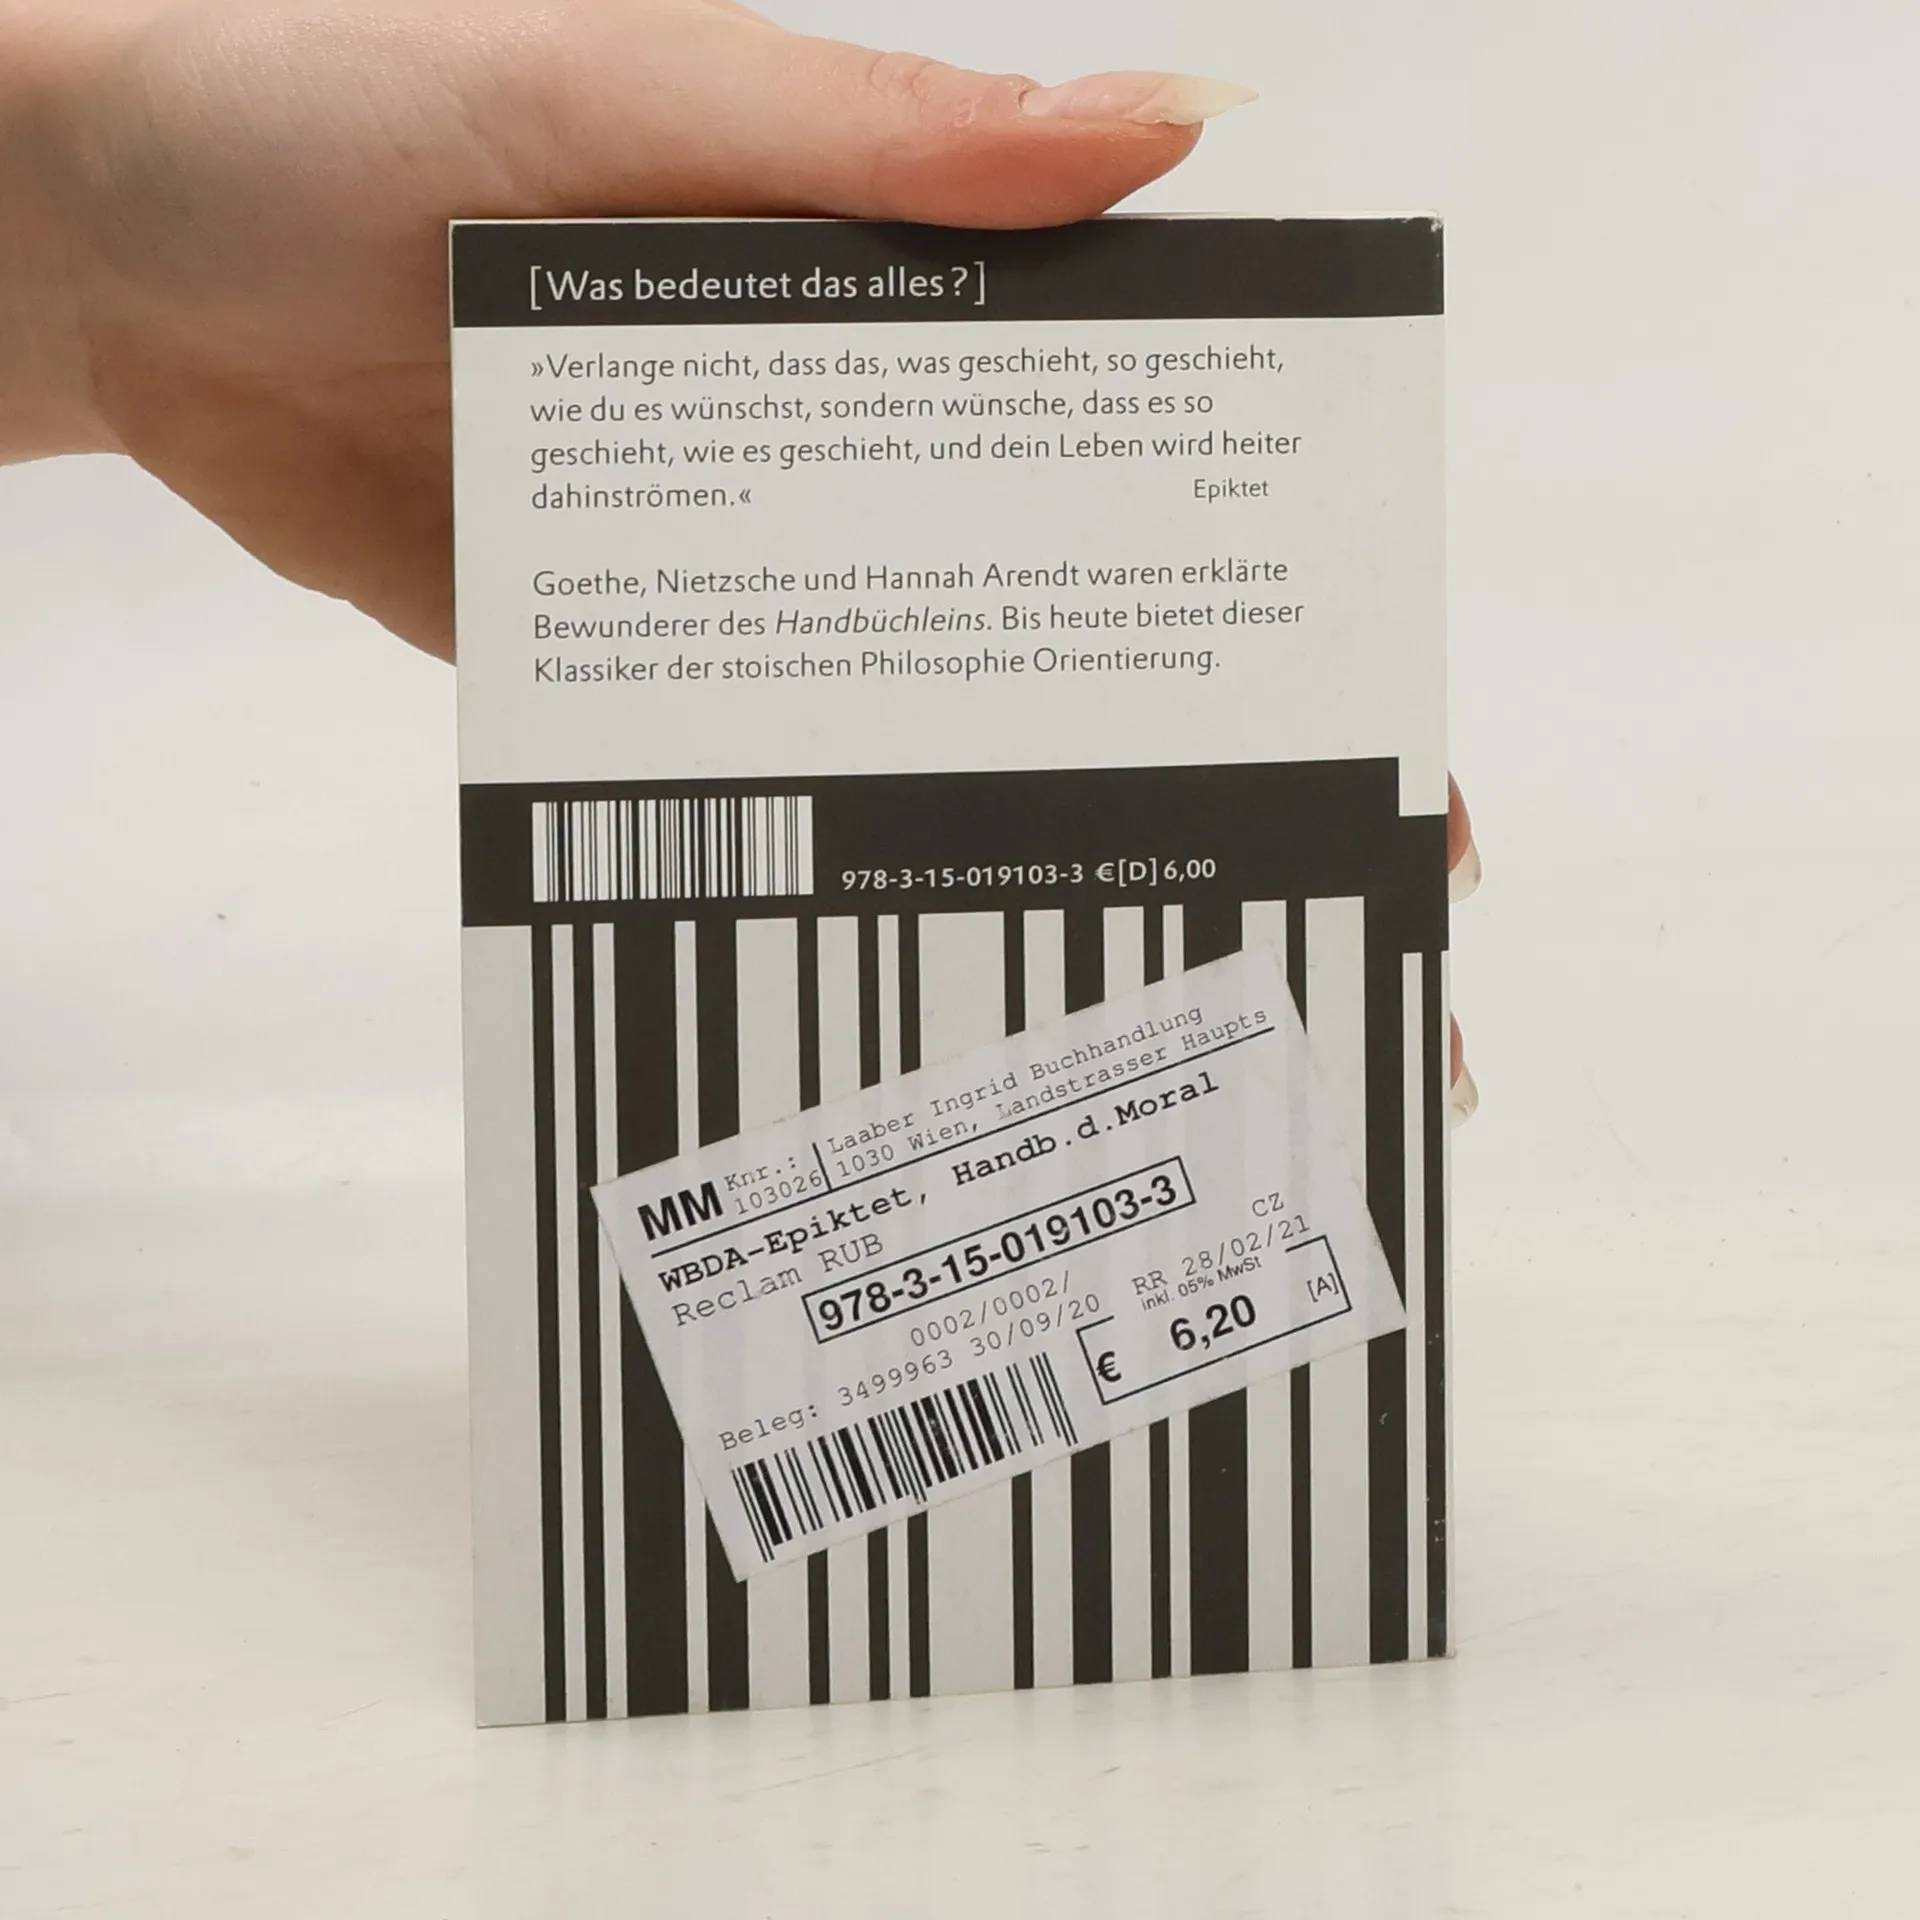 [Was bedeutet das alles?]
»Verlange nicht, dass das, was geschieht, so geschieht,
wie du es wünschst, sondern wünsche, dass es so
geschieht, wie es geschieht, und dein Leben wird heiter
dahinströmen.« Epiktet
Goethe, Nietzsche und Hannah Arendt waren erklärte
Bewunderer des Handbüchleins. Bis heute bietet dieser
Klassiker der stoischen Philosophie Orientierung.
978-3-15-019103-3 €[D] 6,00
Laaber Ingrid Buchhandlung
1030 Wien, Landstrasser Haupts
MM Knr.:
103026
WBDA-Epiktet, Handb.d.Moral
Reclam RUB
978-3-15-019103-3
CZ
0002/0002/ RR 28/02/21
Beleg: 3499963 30/09/20 inkl. 05% MwSt
€ 6,20 [A]